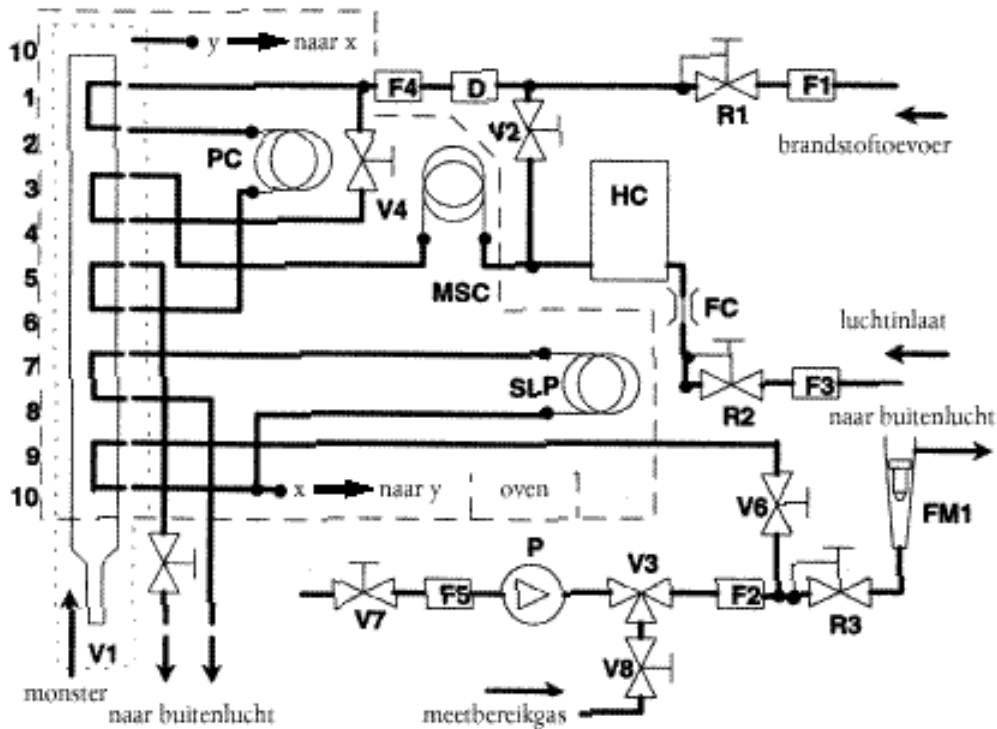 10
y naar x
1
F4
D
F1
R1
V2
brandstoftoevoer
2
PC
V4
3
HC
4
5
MSC
FC
6
luchtinlaat
7
SLP
R2
F3
8
naar buitenlucht
9
10
x naar y
oven
V6
FM1
P
V3
V7
F5
F2
R3
V1
V8
monster
naar buitenlucht
meetbereikgas